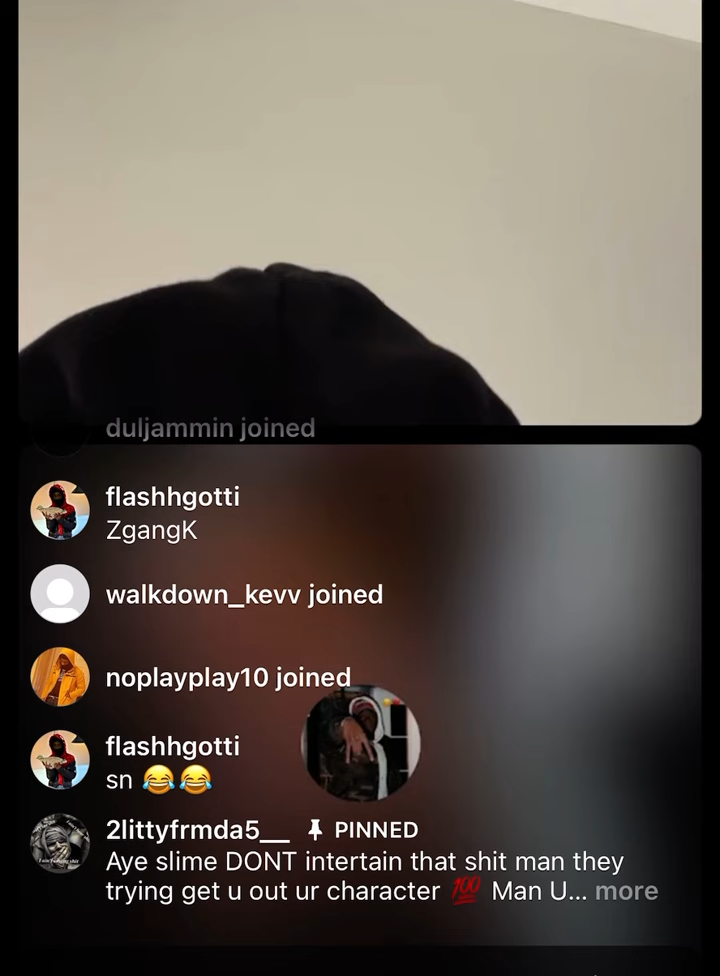 duljammin joined
flashhgotti
ZgangK
walkdown_kevv joined
noplayplay10 joined
flashhgotti
sn 😂😂
2littyfrmda5__ PINNED
Aye slime DONT intertain that shit man they
trying get u out ur character 💯 Man U... more